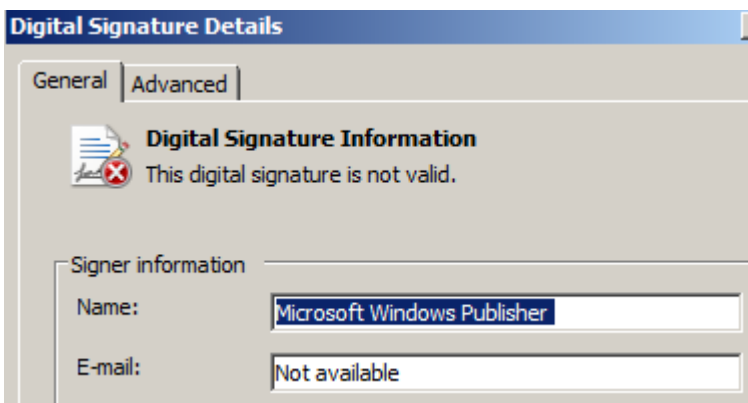 Digital Signature Details
General Advanced
Digital Signature Information
This digital signature is not valid.
Signer information
Name: Microsoft Windows Publisher
E-mail: Not available